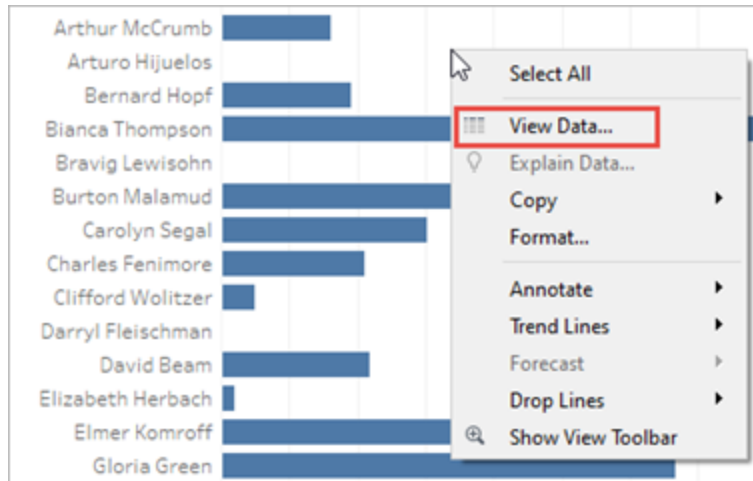 Arthur McCrumb
Arturo Hijuelos
Bernard Hopf
Bianca Thompson
Bravig Lewisohn
Burton Malamud
Carolyn Segal
Charles Fenimore
Clifford Wolitzer
Darryl Fleischman
David Beam
Elizabeth Herbach
Elmer Komroff
Gloria Green
Select All
View Data...
Explain Data...
Copy
Format...
Annotate
Trend Lines
Forecast
Drop Lines
Show View Toolbar